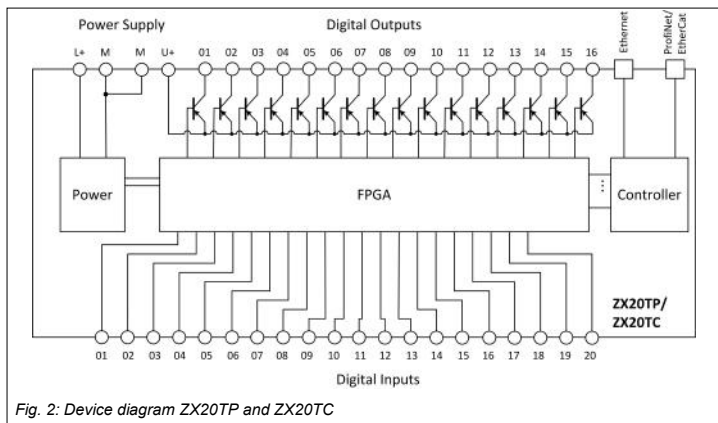 Power Supply
Digital Outputs
Ethernet
ProfiNet/
EtherCat
L+ M M U+ 01 02 03 04 05 06 07 08 09 10 11 12 13 14 15 16
Power
FPGA
Controller
ZX20TP/
ZX20TC
01 02 03 04 05 06 07 08 09 10 11 12 13 14 15 16 17 18 19 20
Digital Inputs
Fig. 2: Device diagram ZX20TP and ZX20TC